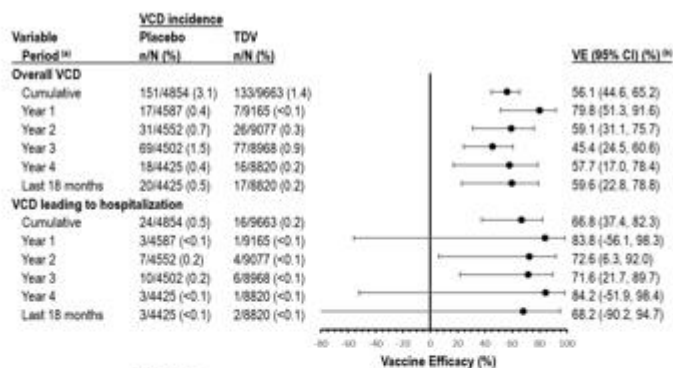 VCD incidence
Variable Placebo TDV
Period [a] n/N (%) n/N (%) VE (95% CI) (%) [b]
Overall VCD
Cumulative 151/4854 (3.1) 133/9663 (1.4) 56.1 (44.6, 65.2)
Year 1 17/4587 (0.4) 7/9165 (<0.1) 79.8 (51.3, 91.6)
Year 2 31/4552 (0.7) 26/9077 (0.3) 59.1 (31.1, 75.7)
Year 3 69/4502 (1.5) 77/8968 (0.9) 45.4 (24.5, 60.6)
Year 4 18/4425 (0.4) 16/8820 (0.2) 57.7 (17.0, 78.4)
Last 18 months 20/4425 (0.5) 17/8820 (0.2) 59.6 (22.8, 78.8)
VCD leading to hospitalization
Cumulative 24/4854 (0.5) 16/9663 (0.2) 66.8 (37.4, 82.3)
Year 1 3/4587 (<0.1) 1/9165 (<0.1) 83.8 (-56.1, 98.3)
Year 2 7/4552 (0.2) 4/9077 (<0.1) 72.6 (6.3, 92.0)
Year 3 10/4502 (0.2) 6/8968 (<0.1) 71.6 (21.7, 89.7)
Year 4 3/4425 (<0.1) 1/8820 (<0.1) 84.2 (-51.9, 98.4)
Last 18 months 3/4425 (<0.1) 2/8820 (<0.1) 68.2 (-90.2, 94.7)
-80 -60 -40 -20 0 20 40 60 80 100
Vaccine Efficacy (%)